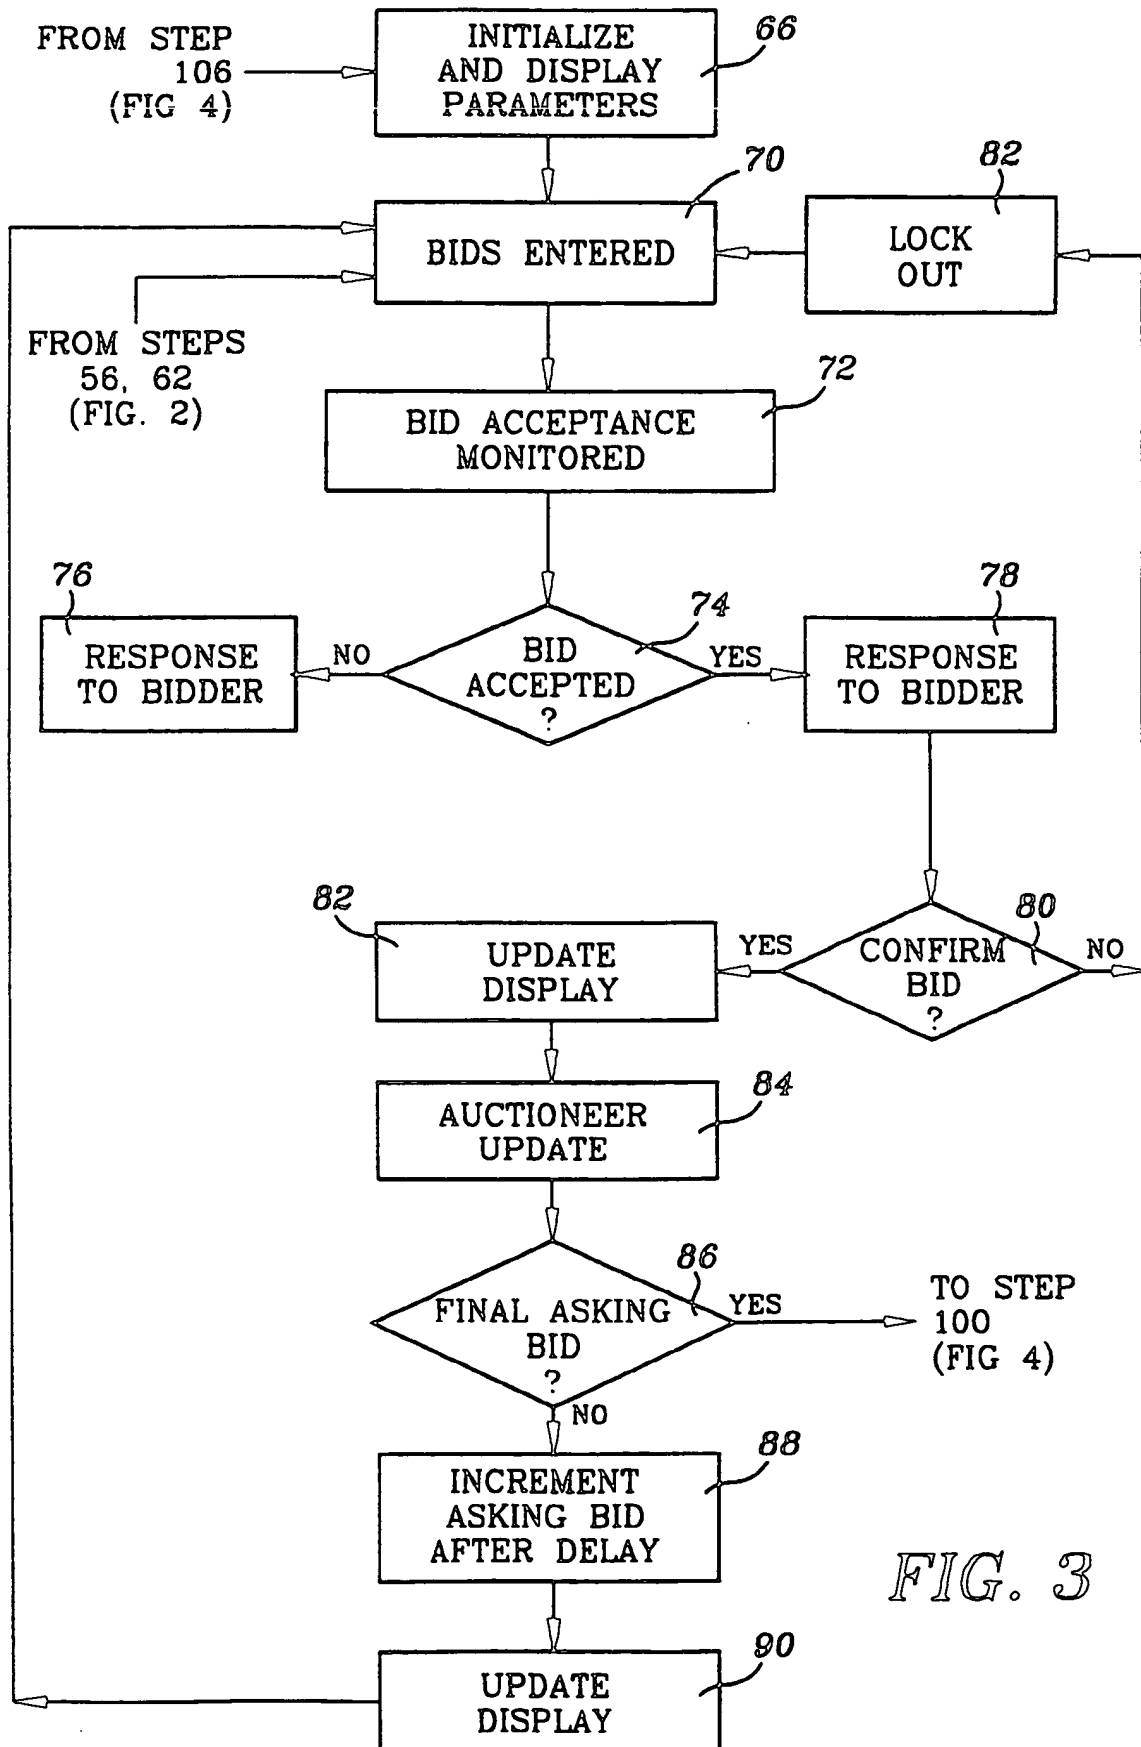 FROM STEP
106
(FIG 4)
INITIALIZE
AND DISPLAY
PARAMETERS
66
70
BIDS ENTERED
82
LOCK
OUT
FROM STEPS
56, 62
(FIG. 2)
72
BID ACCEPTANCE
MONITORED
76
RESPONSE
TO BIDDER
NO
74
BID
ACCEPTED
?
YES
78
RESPONSE
TO BIDDER
82
UPDATE
DISPLAY
YES
80
CONFIRM
BID
?
NO
84
AUCTIONEER
UPDATE
86
FINAL ASKING
BID
?
YES
TO STEP
100
(FIG 4)
NO
88
INCREMENT
ASKING BID
AFTER DELAY
FIG. 3
90
UPDATE
DISPLAY